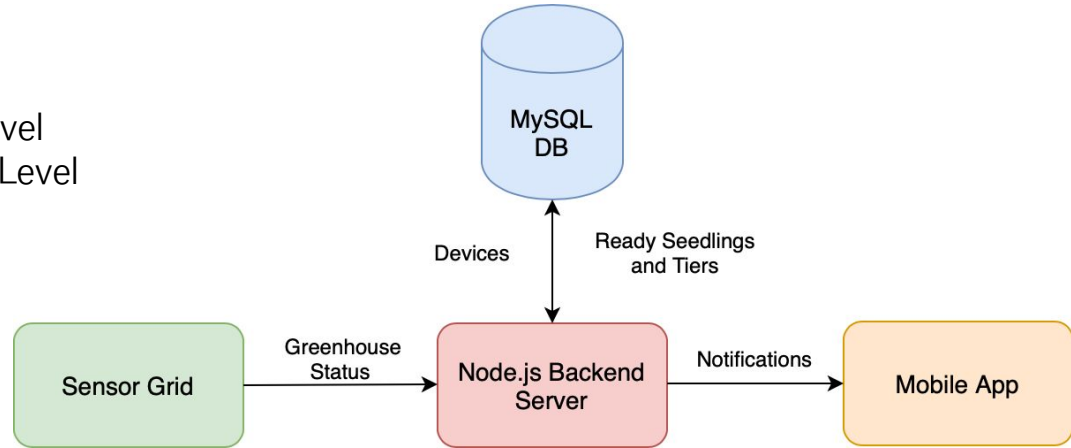 vel
Level
MySQL
DB
Devices
Ready Seedlings
and Tiers
Sensor Grid
Greenhouse
Status
Node.js Backend
Server
Notifications
Mobile App